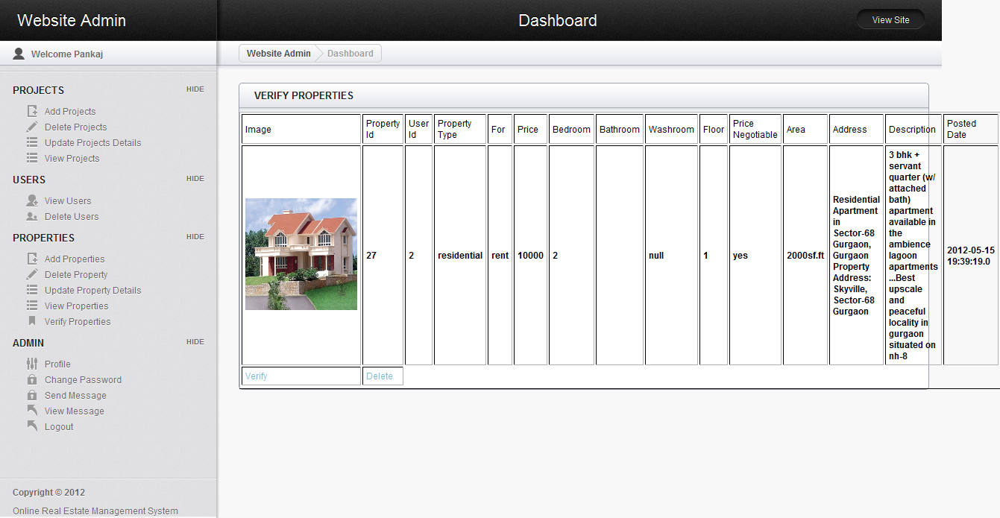 Website Admin
Dashboard
View Site
Welcome Pankaj
Website Admin
Dashboard
PROJECTS
HIDE
Add Projects
Delete Projects
Update Projects Details
View Projects
USERS
HIDE
View Users
Delete Users
PROPERTIES
HIDE
Add Properties
Delete Property
Update Property Details
View Properties
Verify Properties
ADMIN
HIDE
Profile
Change Password
Send Message
View Message
Logout
Copyright © 2012
Online Real Estate Management System
VERIFY PROPERTIES
Image
Property
Id
User
Id
Property
Type
For
Price
Bedroom
Bathroom
Washroom
Floor
Price
Negotiable
Area
Address
Description
Posted
Date
27
2
residential
rent
10000
2
null
1
yes
2000sf.ft
Residential
Apartment
in
Sector-68
Gurgaon,
Gurgaon
Property
Address:
Skyville,
Sector-68
Gurgaon
3 bhk +
servant
quarter (w/
attached
bath)
apartment
available in
the
ambience
lagoon
apartments
...Best
upscale
and
peaceful
locality in
gurgaon
situated on
nh-8
2012-05-15
19:39:19.0
Verify
Delete